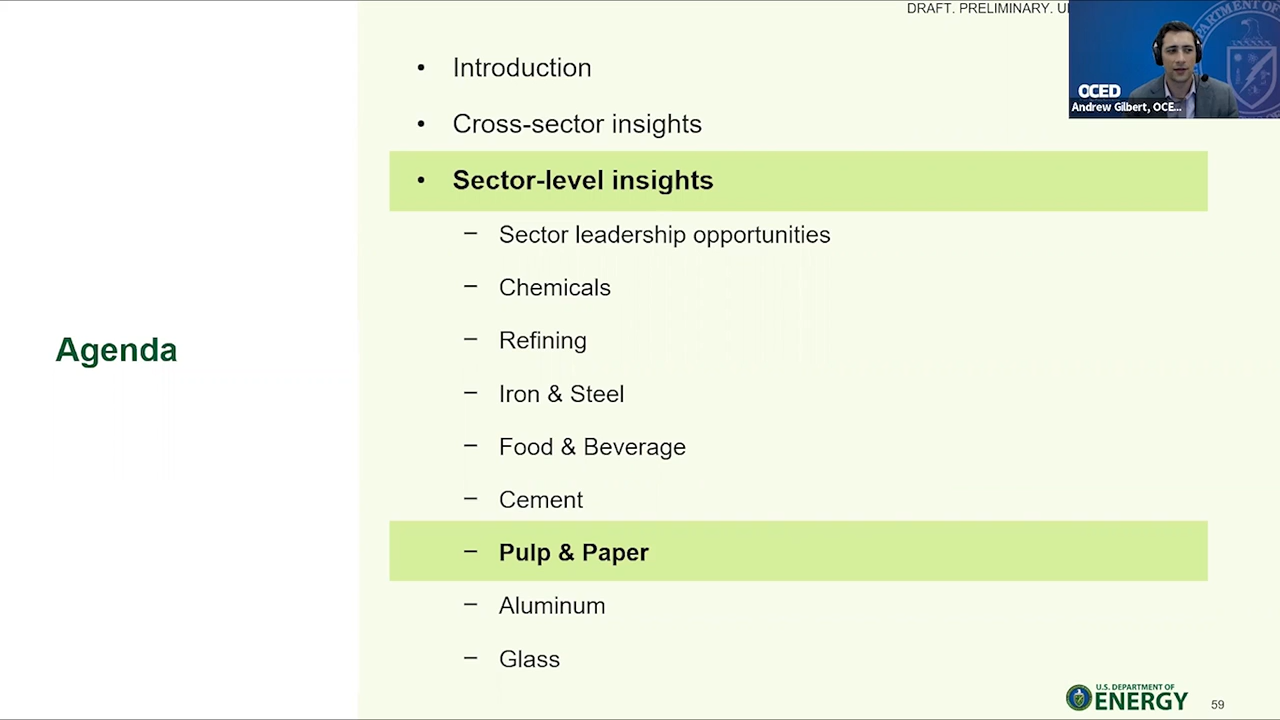 DRAFT. PRELIMINARY.
• Introduction
• Cross-sector insights
• Sector-level insights
– Sector leadership opportunities
– Chemicals
– Refining
– Iron & Steel
– Food & Beverage
– Cement
– Pulp & Paper
– Aluminum
– Glass
Agenda
OCED
Andrew Gilbert, OCE...
U.S. DEPARTMENT OF
ENERGY
59